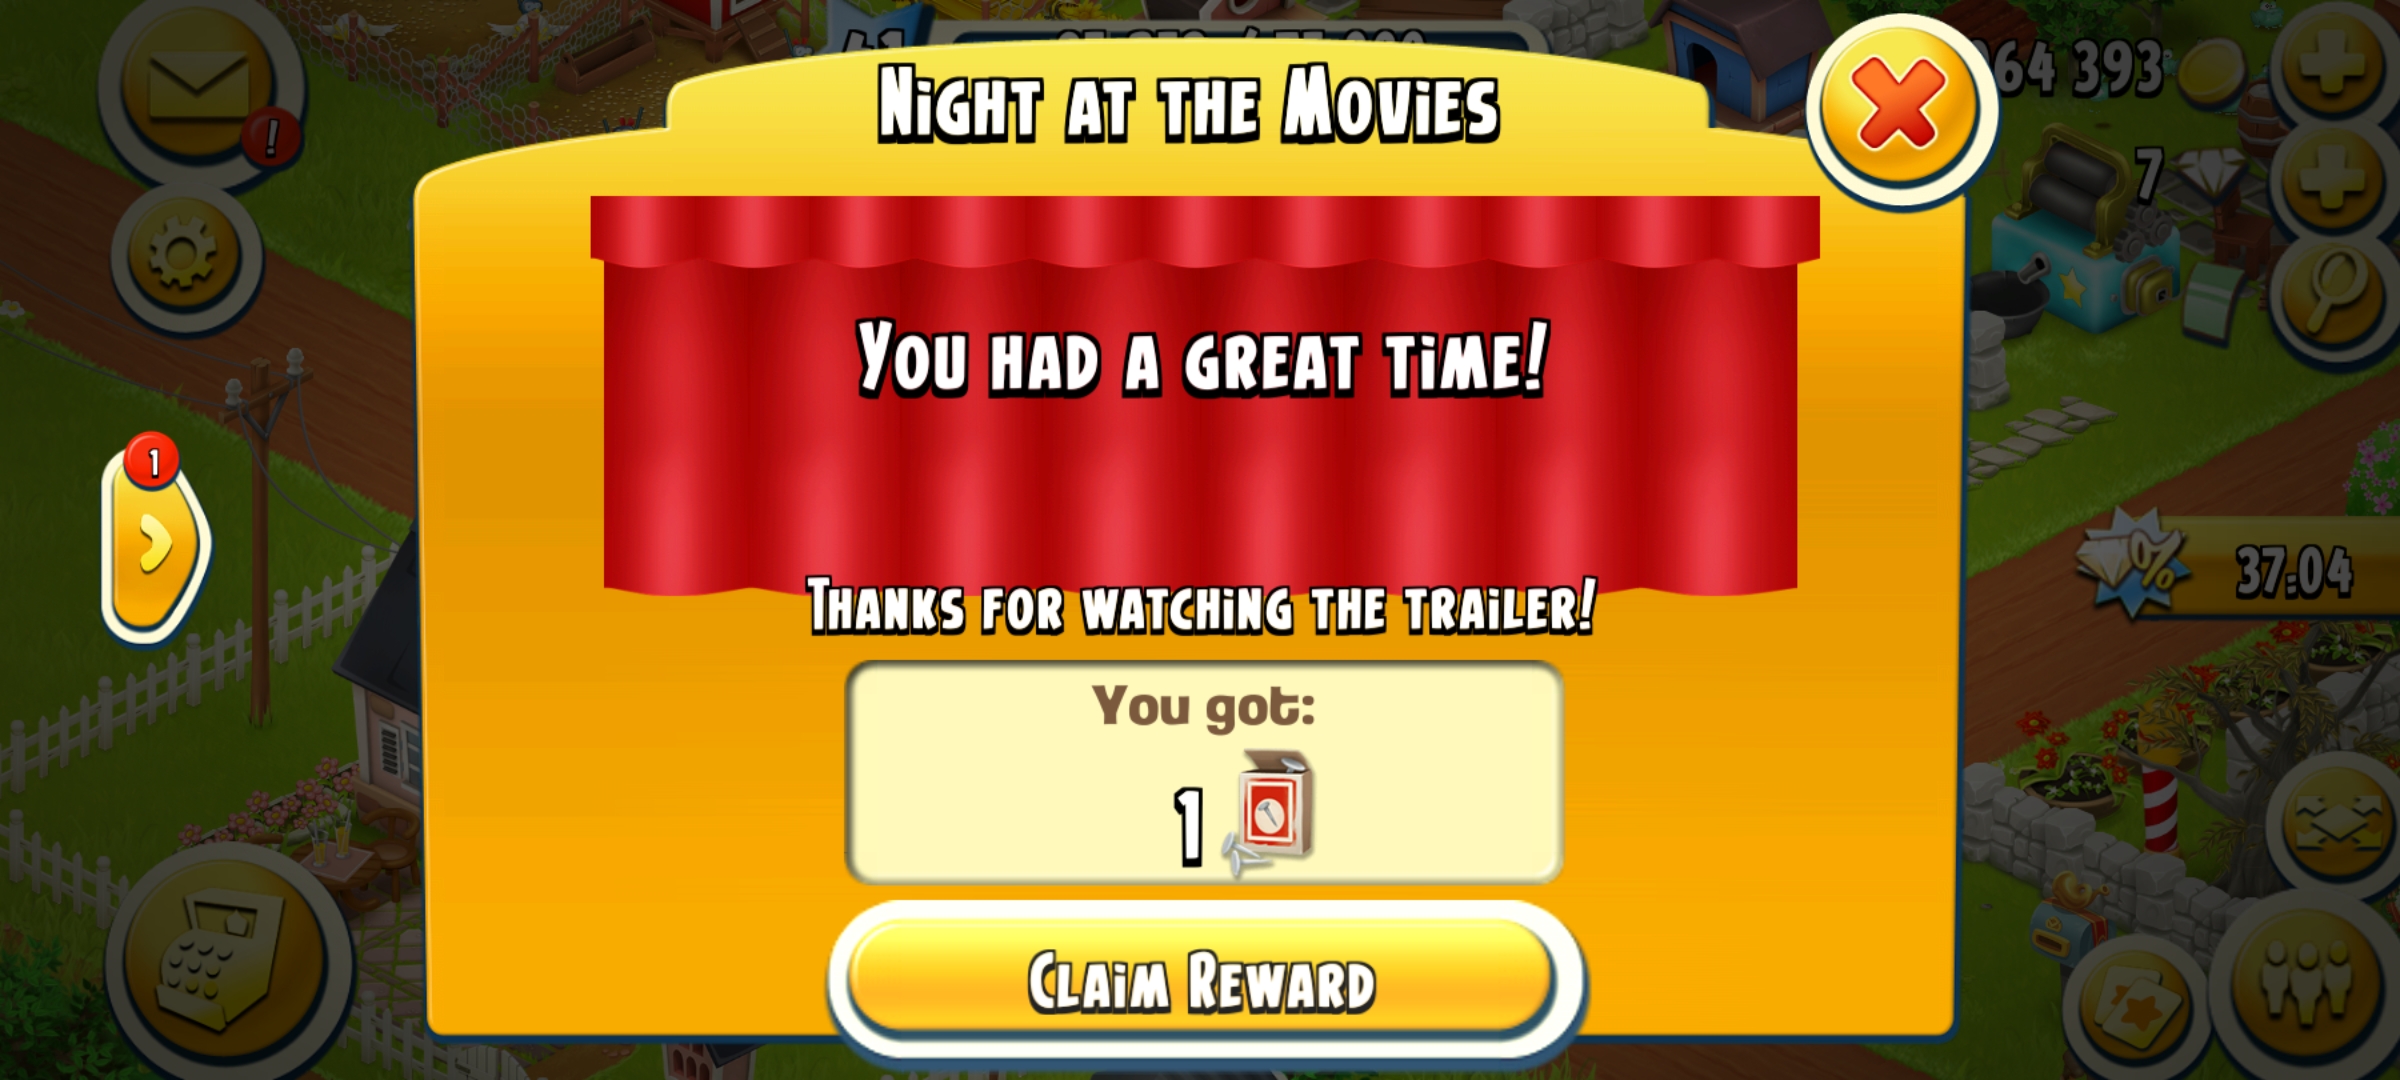 Night at the Movies
64 393
7
You had a great time!
1
37:04
Thanks for watching the trailer!
You got:
1
Claim Reward